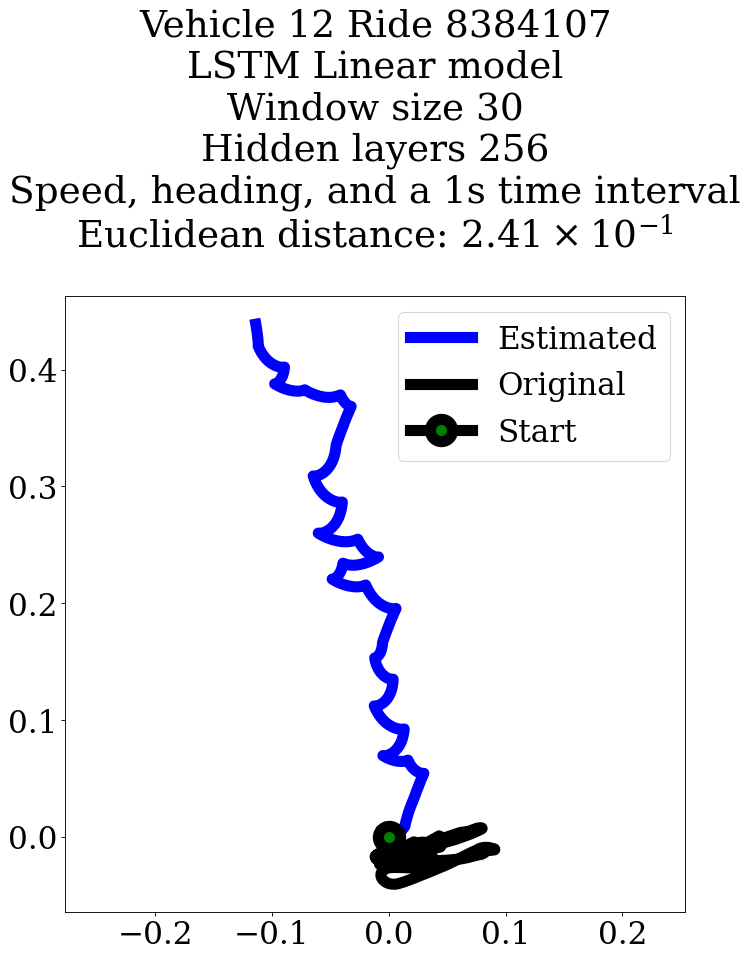 Vehicle 12 Ride 8384107
LSTM Linear model
Window size 30
Hidden layers 256
Speed, heading, and a 1s time interval
Euclidean distance: 2.41 × 10⁻¹
Estimated
Original
Start
0.4
0.3
0.2
0.1
0.0
−0.2
−0.1
0.0
0.1
0.2